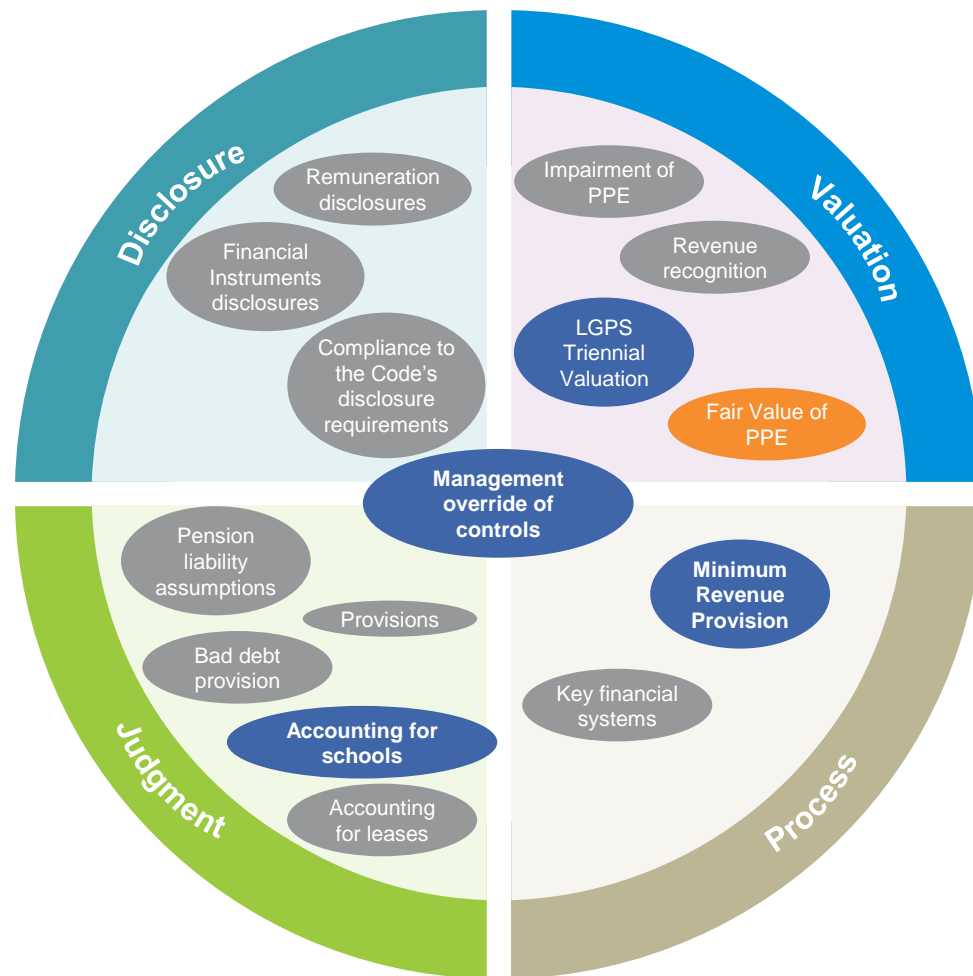 Disclosure
Remuneration
disclosures
Financial
Instruments
disclosures
Compliance to
the Code's
disclosure
requirements
Valuation
Impairment of
PPE
Revenue
recognition
LGPS
Triennial
Valuation
Fair Value of
PPE
Management
override of
controls
Judgment
Pension
liability
assumptions
Provisions
Bad debt
provision
Accounting for
schools
Accounting
for leases
Process
Minimum
Revenue
Provision
Key financial
systems